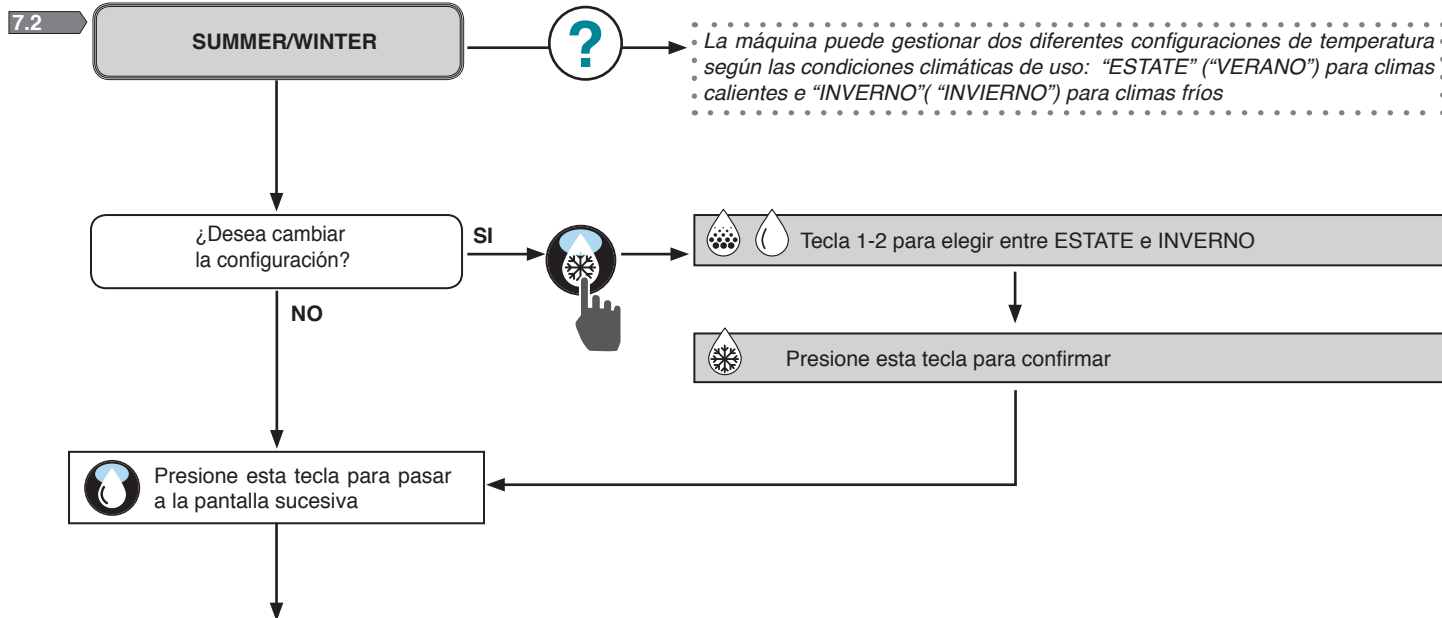 7.2
SUMMER/WINTER
?
La máquina puede gestionar dos diferentes configuraciones de temperatura
según las condiciones climáticas de uso: “ESTATE” (“VERANO”) para climas
calientes e “INVERNO”( “INVIERNO”) para climas fríos
¿Desea cambiar
la configuración?
SI
Tecla 1-2 para elegir entre ESTATE e INVERNO
NO
Presione esta tecla para confirmar
Presione esta tecla para pasar
a la pantalla sucesiva